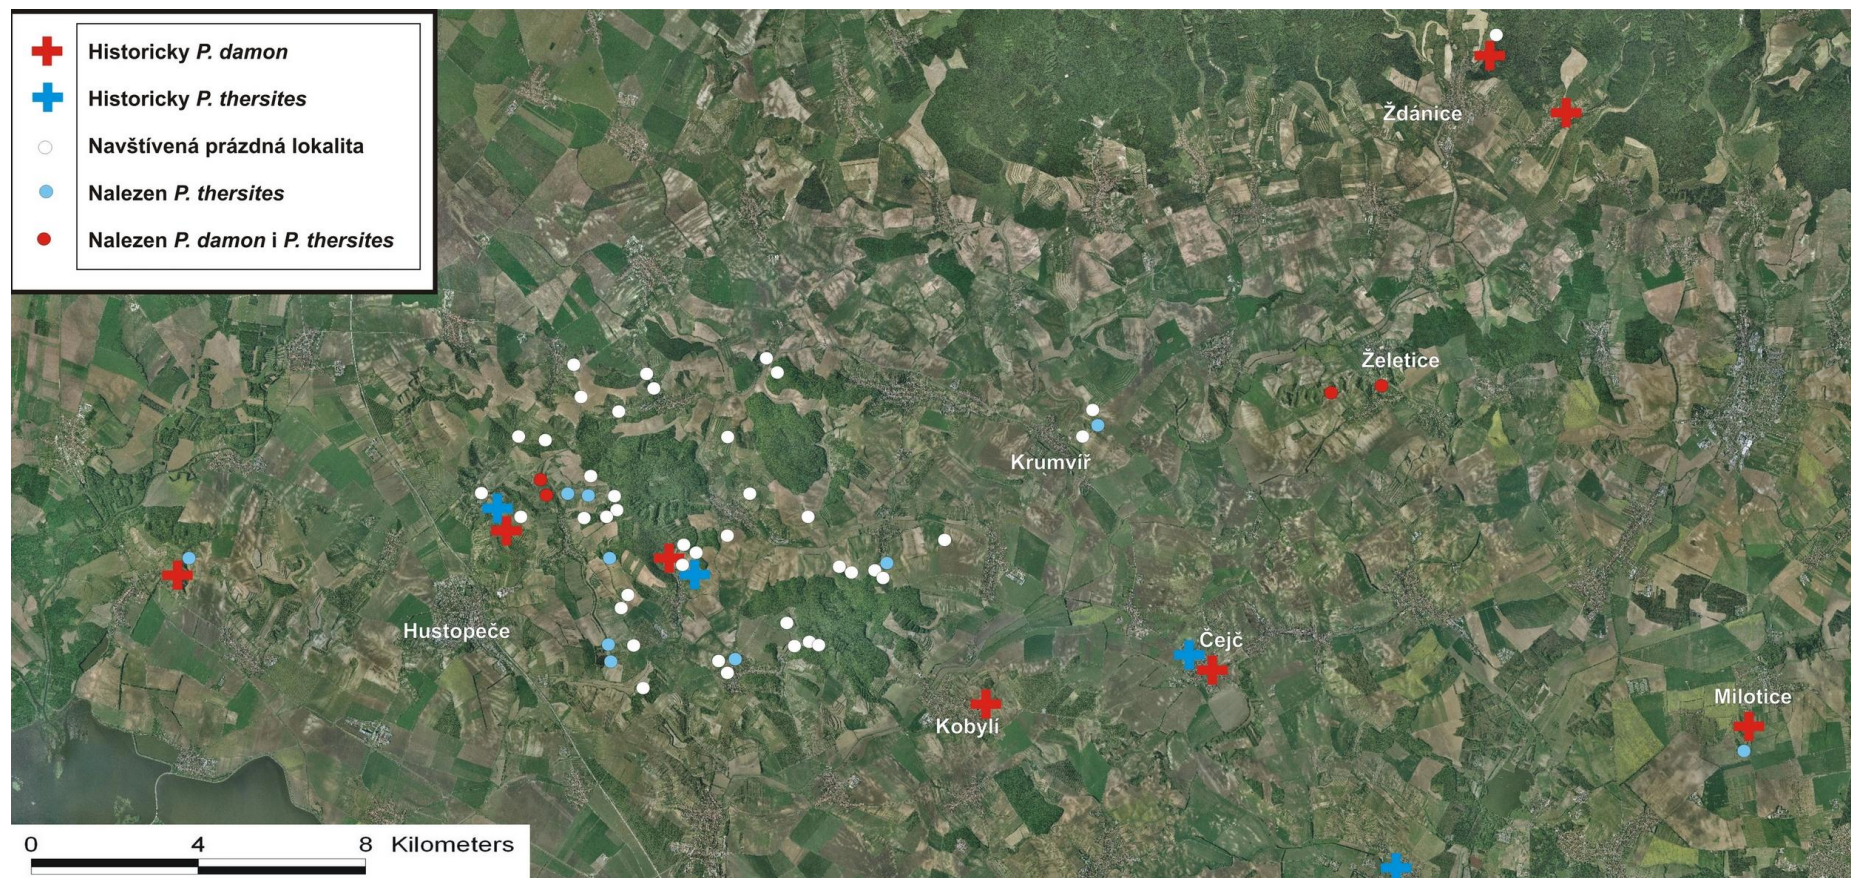 Historicky P. damon
Historicky P. thersites
Navštívená prázdná lokalita
Nalezen P. thersites
Nalezen P. damon i P. thersites
Ždánice
Želetice
Krumvíř
Hustopeče
Čejč
Kobylí
Milotice
0 4 8 Kilometers